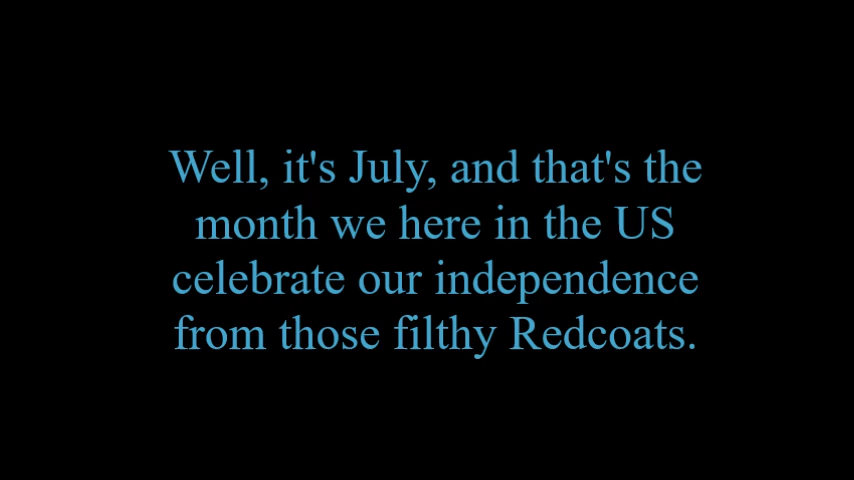 Well, it's July, and that's the
month we here in the US
celebrate our independence
from those filthy Redcoats.